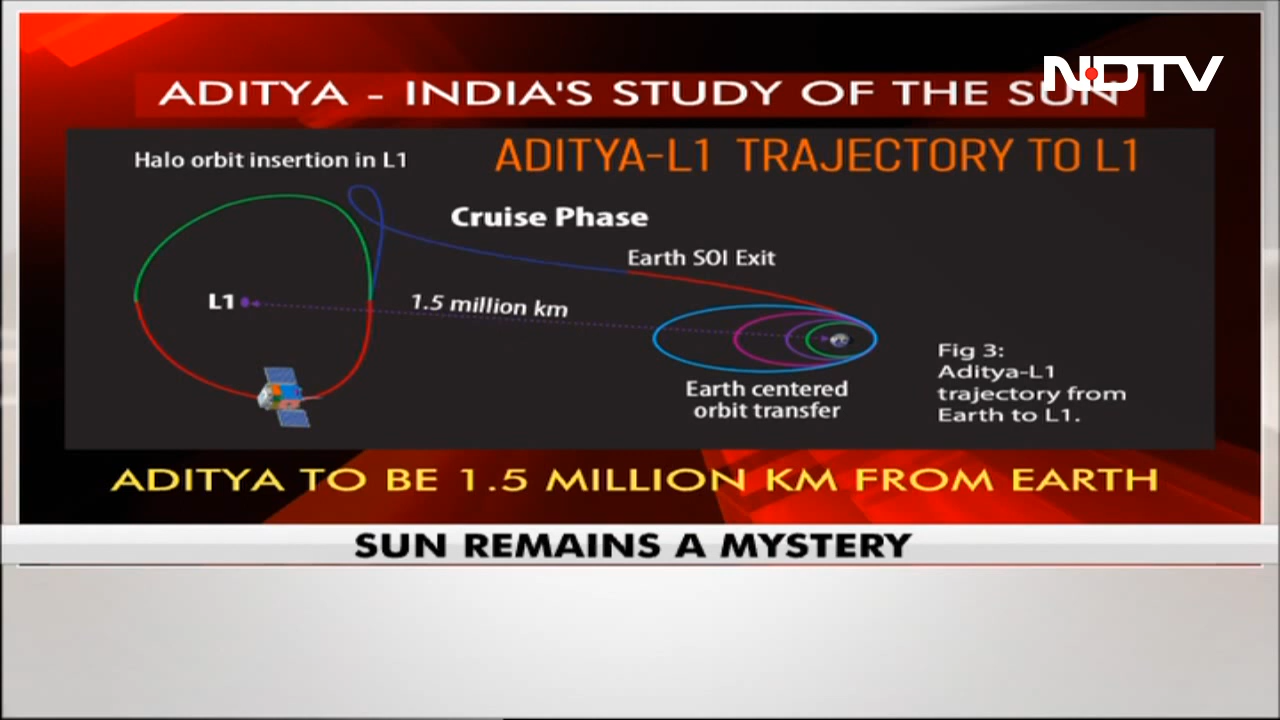 NDTV
ADITYA - INDIA'S STUDY OF THE SUN
ADITYA-L1 TRAJECTORY TO L1
Halo orbit insertion in L1
Cruise Phase
Earth SOI Exit
L1
1.5 million km
Earth centered
orbit transfer
Fig 3:
Aditya-L1
trajectory from
Earth to L1.
ADITYA TO BE 1.5 MILLION KM FROM EARTH
SUN REMAINS A MYSTERY